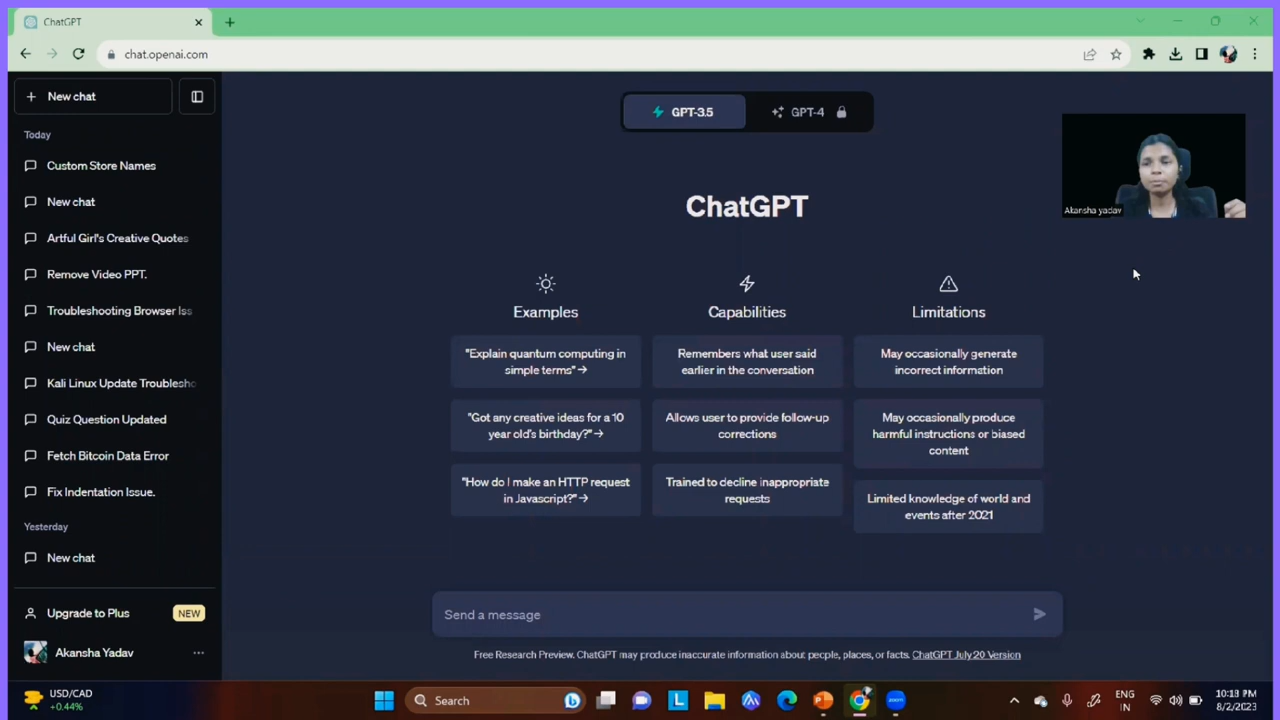 ChatGPT
chat.openai.com
New chat
Today
Custom Store Names
New chat
Artful Girl's Creative Quotes
Remove Video PPT.
Troubleshooting Browser Iss
New chat
Kali Linux Update Troublesho
Quiz Question Updated
Fetch Bitcoin Data Error
Fix Indentation Issue.
Yesterday
New chat
Upgrade to Plus NEW
Akansha Yadav
GPT-3.5 GPT-4
Akansha yadav
ChatGPT
Examples
"Explain quantum computing in
simple terms" →
"Got any creative ideas for a 10
year old's birthday?" →
"How do I make an HTTP request
in Javascript?" →
Capabilities
Remembers what user said
earlier in the conversation
Allows user to provide follow-up
corrections
Trained to decline inappropriate
requests
Limitations
May occasionally generate
incorrect information
May occasionally produce
harmful instructions or biased
content
Limited knowledge of world and
events after 2021
Send a message
Free Research Preview. ChatGPT may produce inaccurate information about people, places, or facts. ChatGPT July 20 Version
USD/CAD
+0.44%
Search
ENG
IN
10:13 PM
8/2/2023